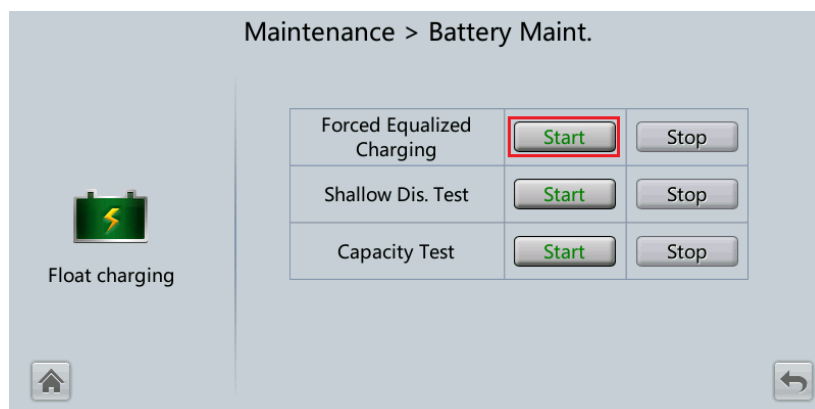 Maintenance > Battery Maint.
Forced Equalized
Charging
Start
Stop
Shallow Dis. Test
Start
Stop
Capacity Test
Start
Stop
Float charging